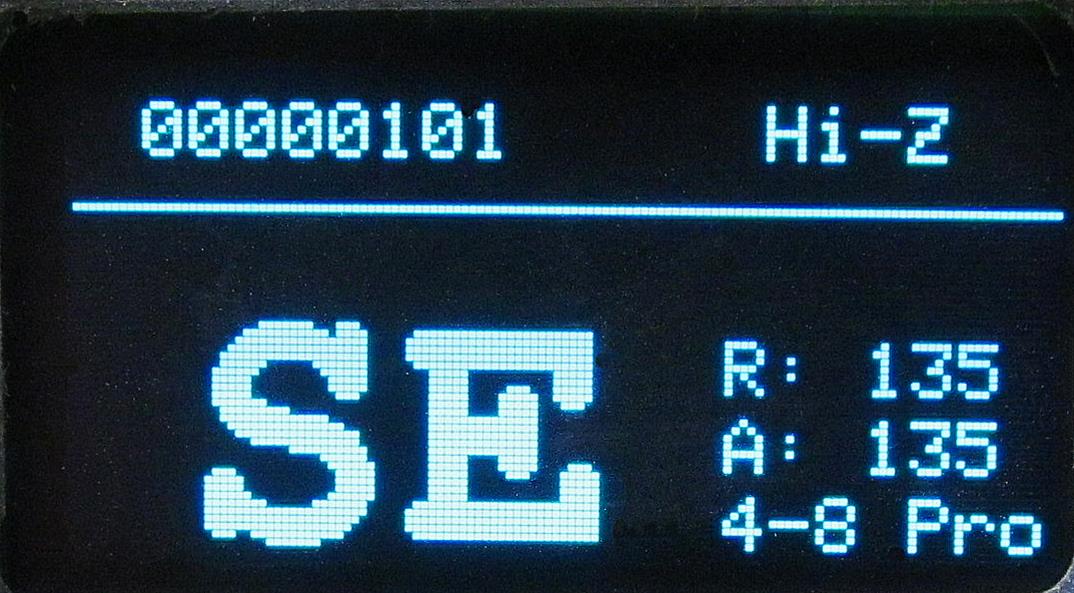 00000101 Hi-Z
SE
R: 135
A: 135
4-8 Pro